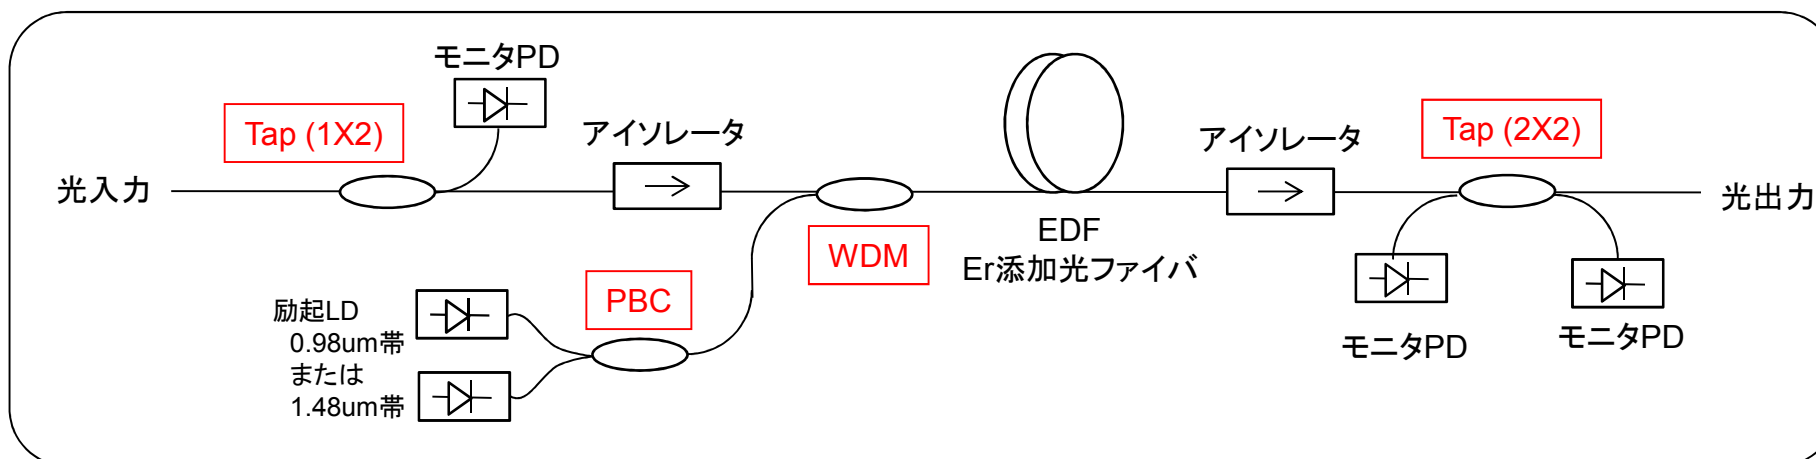 モニタPD
Tap (1X2)
アイソレータ
アイソレータ
Tap (2X2)
光入力
光出力
WDM
EDF
Er添加光ファイバ
PBC
励起LD
0.98um帯
または
1.48um帯
モニタPD
モニタPD